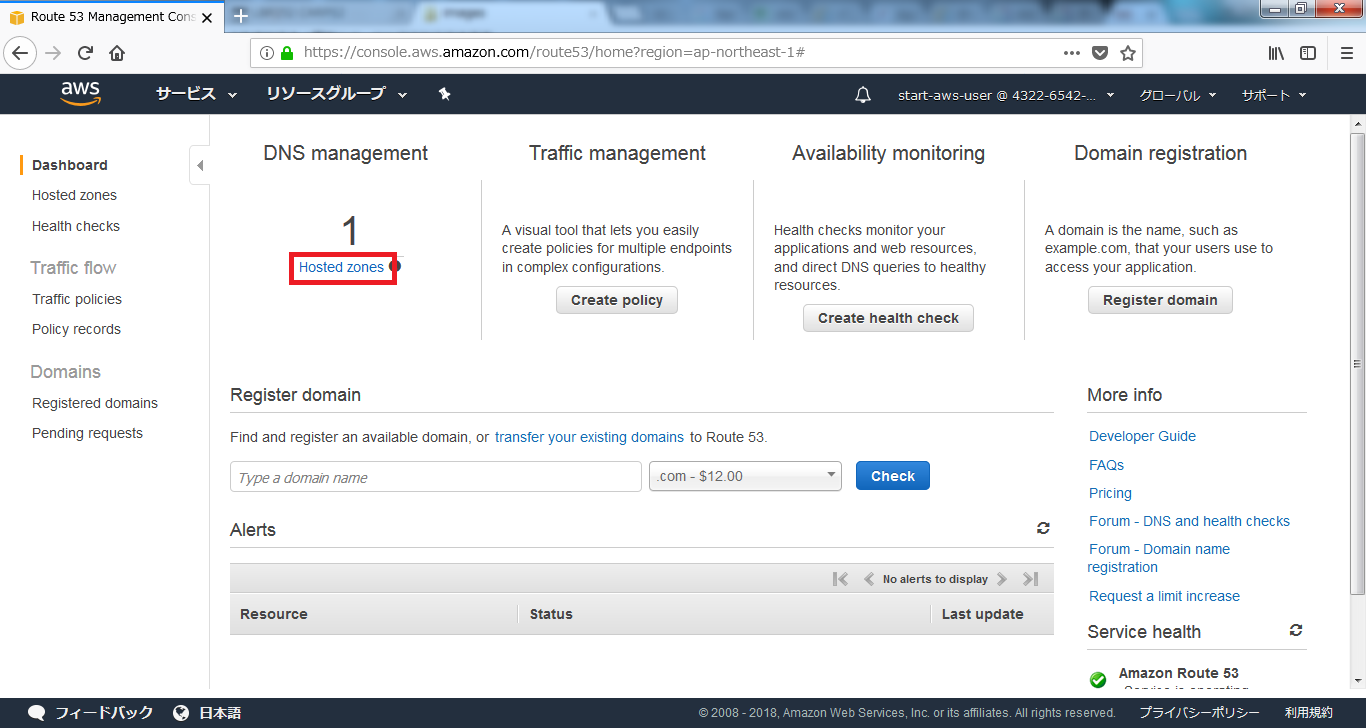 Route 53 Management Cons
images
https://console.aws.amazon.com/route53/home?region=ap-northeast-1#
aws
サービス
リソースグループ
start-aws-user @ 4322-6542-...
グローバル
サポート
Dashboard
Hosted zones
Health checks
Traffic flow
Traffic policies
Policy records
Domains
Registered domains
Pending requests
DNS management
1
Hosted zones
Traffic management
A visual tool that lets you easily
create policies for multiple endpoints
in complex configurations.
Create policy
Availability monitoring
Health checks monitor your
applications and web resources,
and direct DNS queries to healthy
resources.
Create health check
Domain registration
A domain is the name, such as
example.com, that your users use to
access your application.
Register domain
Register domain
Find and register an available domain, or transfer your existing domains to Route 53.
Type a domain name
.com - $12.00
Check
Alerts
No alerts to display
Resource
Status
Last update
More info
Developer Guide
FAQs
Pricing
Forum - DNS and health checks
Forum - Domain name
registration
Request a limit increase
Service health
Amazon Route 53
Service is operating
フィードバック
日本語
© 2008 - 2018, Amazon Web Services, Inc. or its affiliates. All rights reserved.
プライバシーポリシー
利用規約